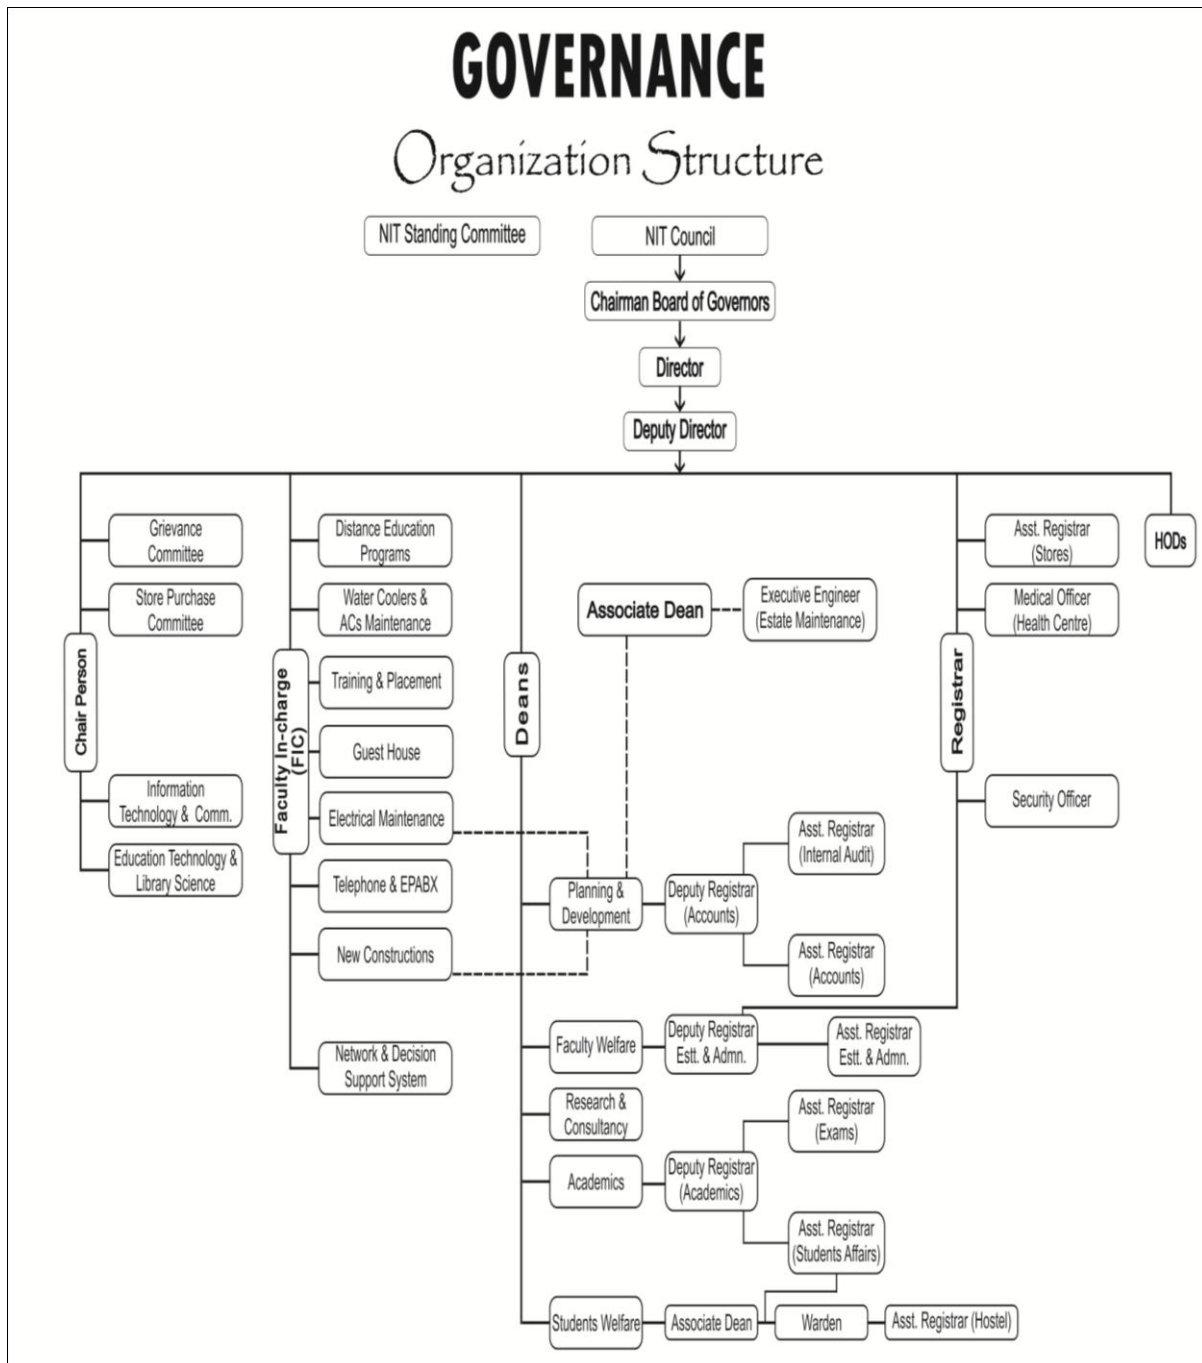 GOVERNANCE
Organization Structure
NIT Standing Committee
NIT Council
Chairman Board of Governors
Director
Deputy Director
Chair Person
Grievance
Committee
Store Purchase
Committee
Information
Technology & Comm.
Education Technology &
Library Science
Faculty In-charge
(FIC)
Distance Education
Programs
Water Coolers &
ACs Maintenance
Training & Placement
Guest House
Electrical Maintenance
Telephone & EPABX
New Constructions
Network & Decision
Support System
Deans
Associate Dean
Executive Engineer
(Estate Maintenance)
Planning &
Development
Deputy Registrar
(Accounts)
Asst. Registrar
(Internal Audit)
Asst. Registrar
(Accounts)
Faculty Welfare
Deputy Registrar
Estt. & Admn.
Asst. Registrar
Estt. & Admn.
Research &
Consultancy
Academics
Deputy Registrar
(Academics)
Asst. Registrar
(Exams)
Asst. Registrar
(Students Affairs)
Students Welfare
Associate Dean
Warden
Asst. Registrar (Hostel)
Registrar
Asst. Registrar
(Stores)
Medical Officer
(Health Centre)
Security Officer
HODs